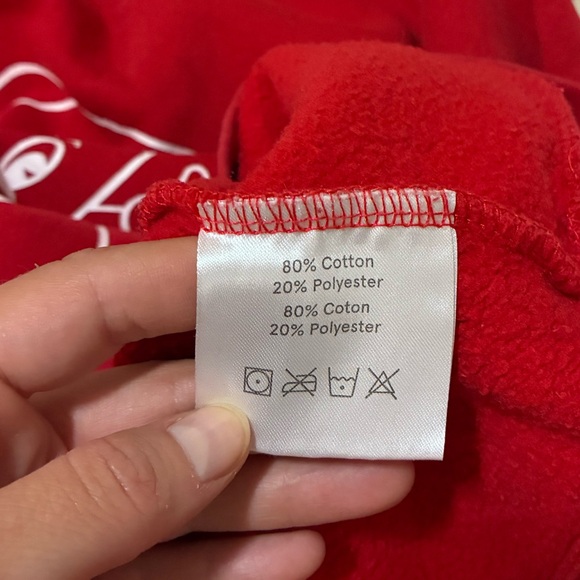 80% Cotton
20% Polyester
80% Coton
20% Polyester